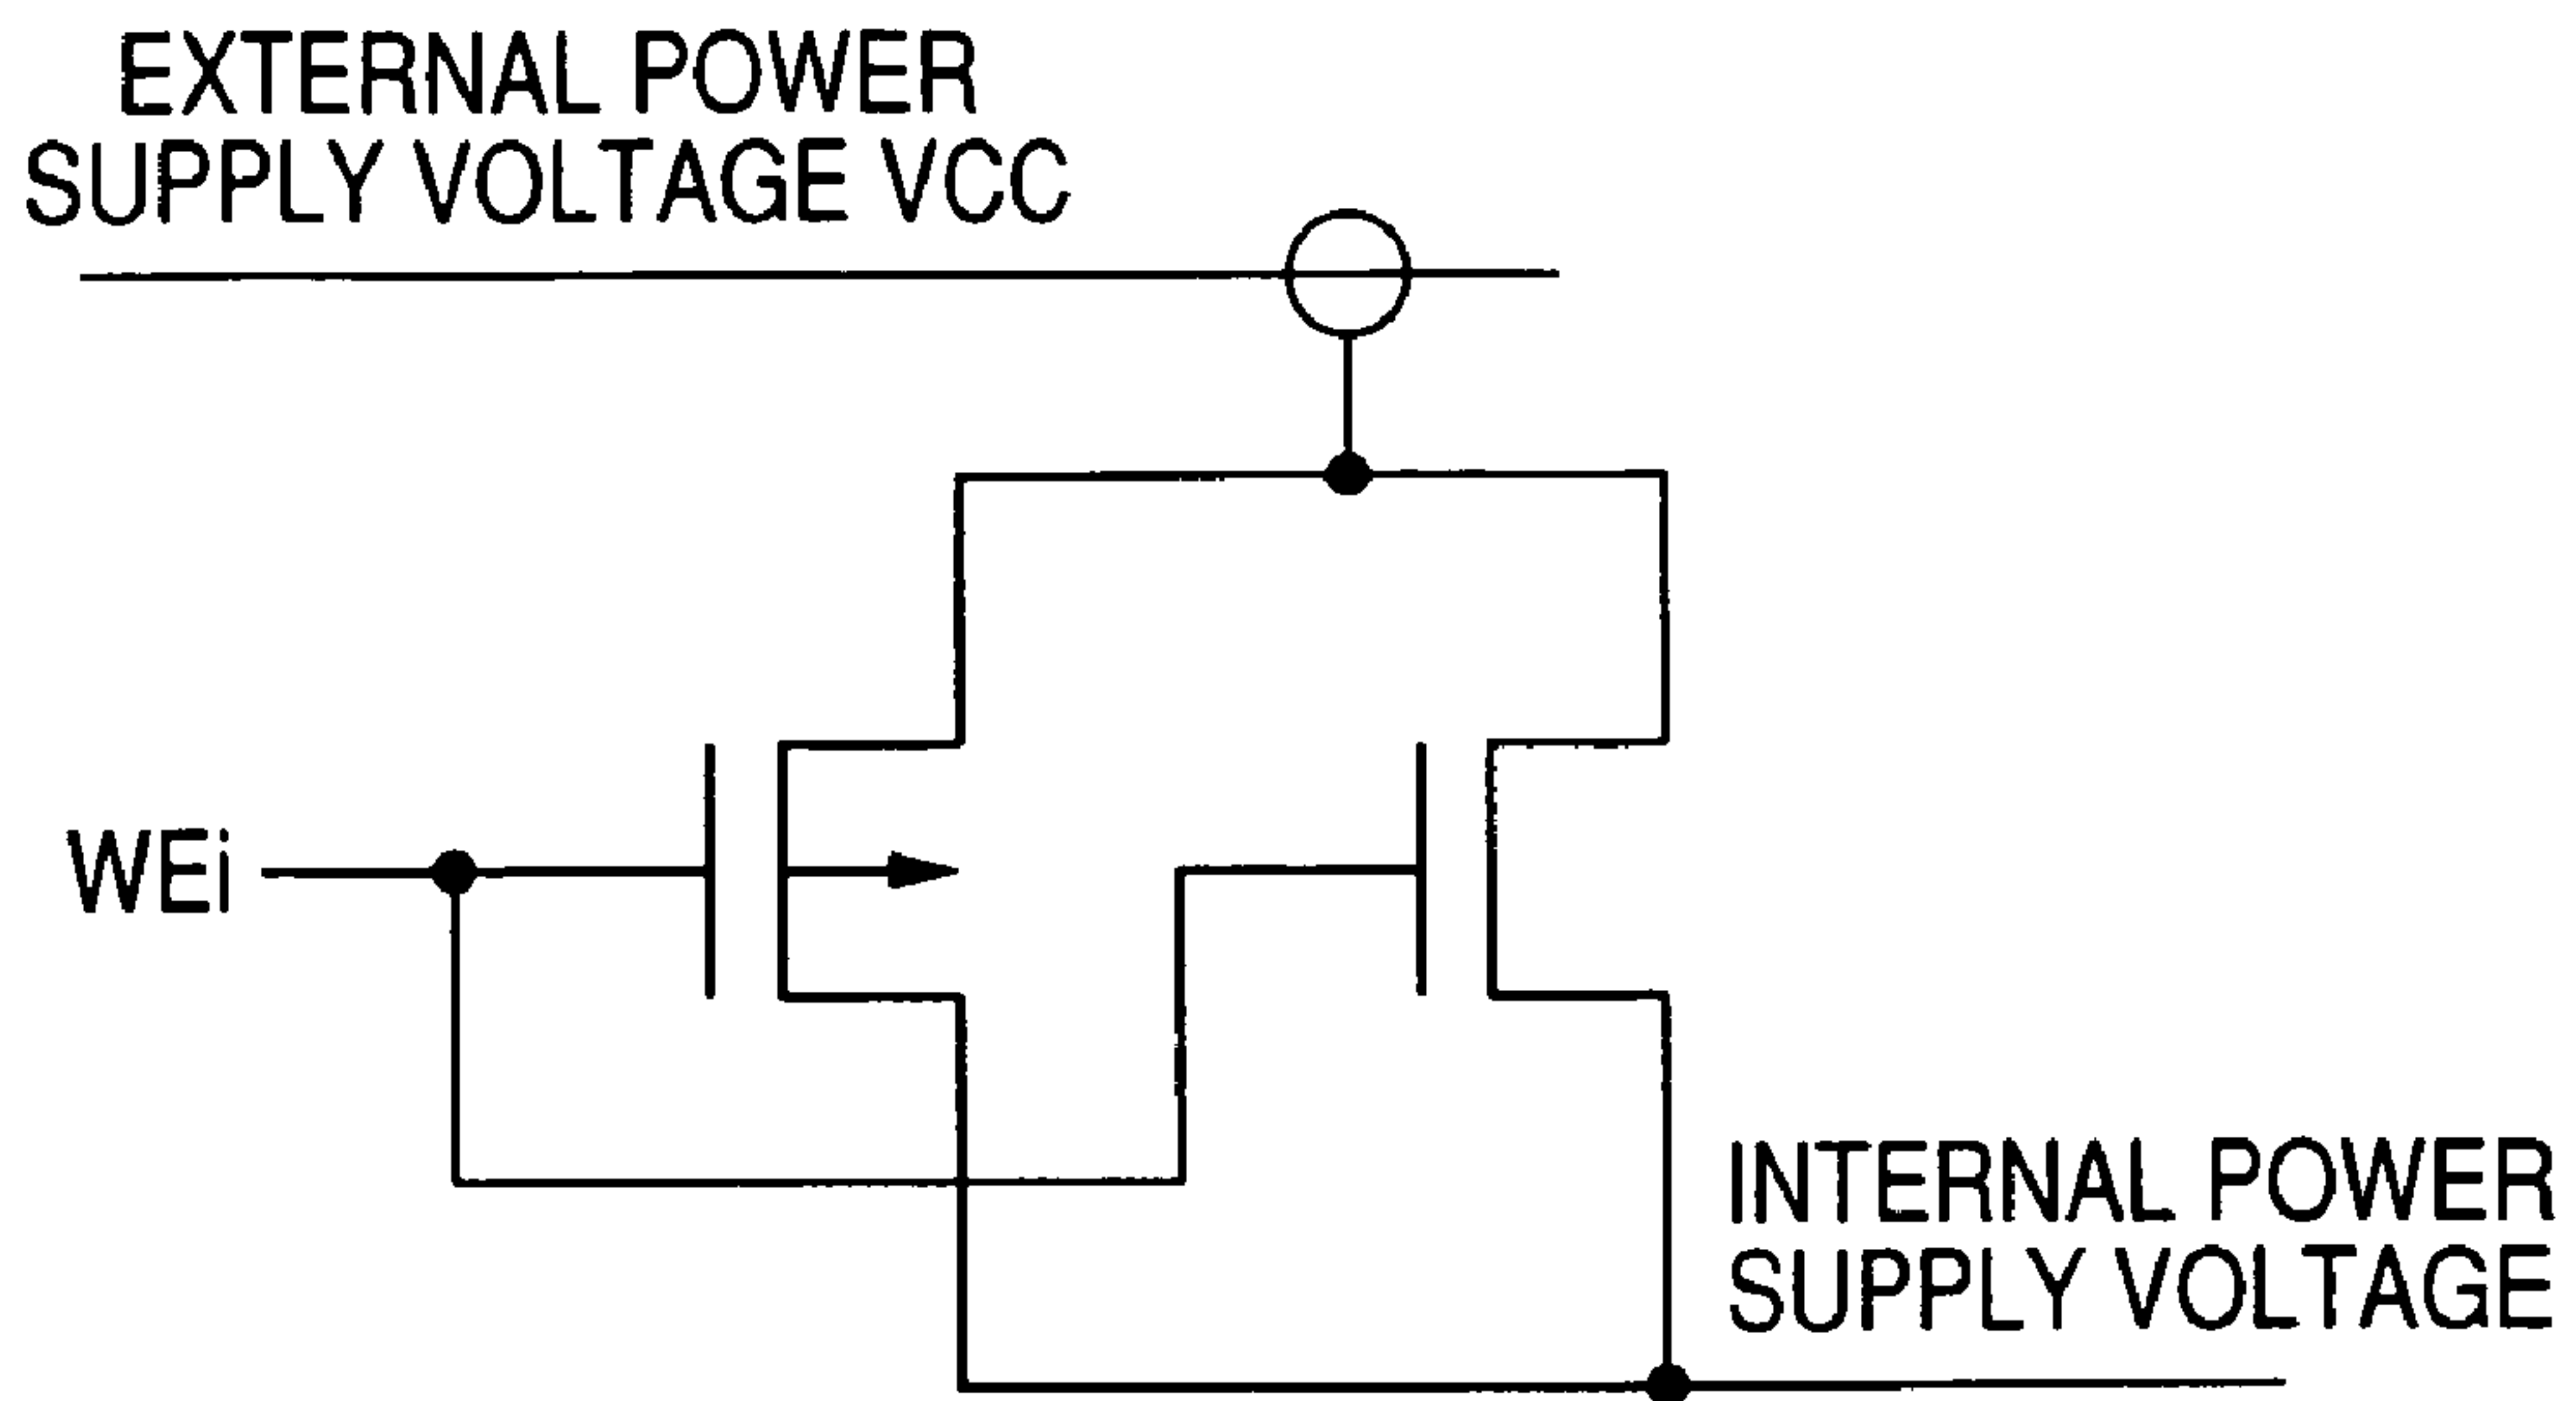 EXTERNAL POWER
SUPPLY VOLTAGE VCC
WEi
INTERNAL POWER
SUPPLY VOLTAGE